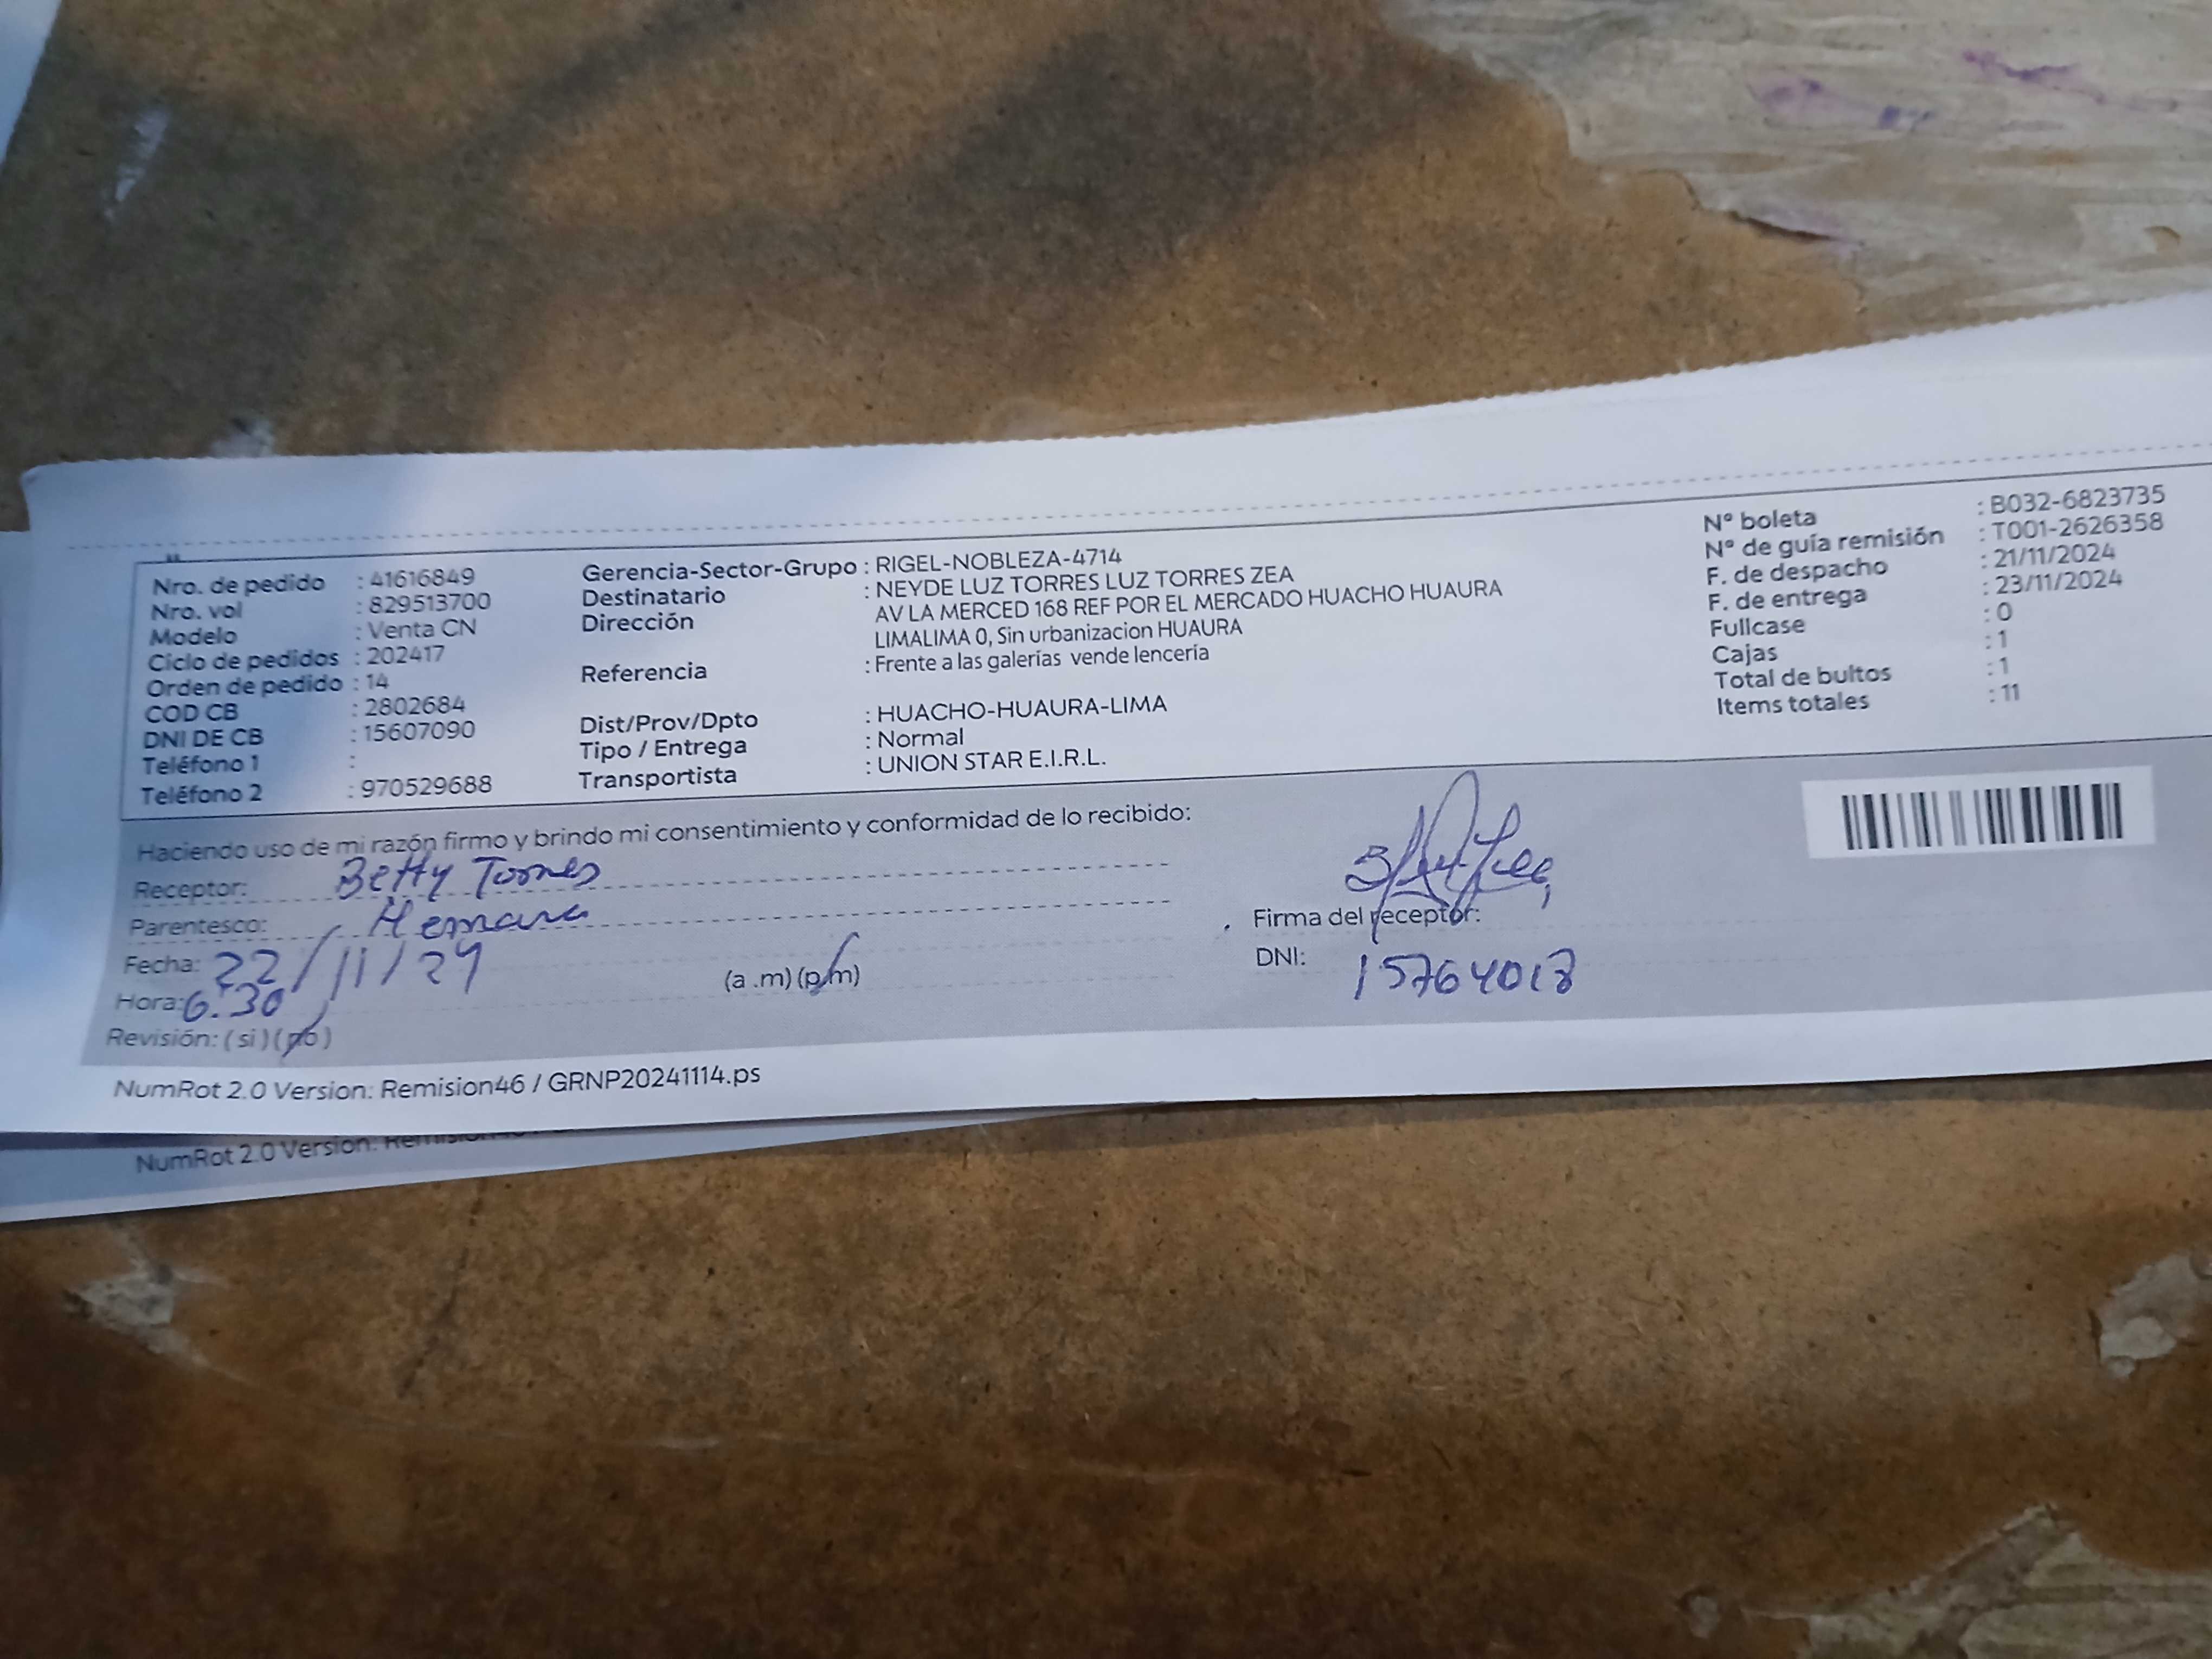 Nro. de pedido : 41616849
Nro. vol : 829513700
Modelo : Venta CN
Ciclo de pedidos : 202417
Orden de pedido : 14
COD CB : 2802684
DNI DE CB : 15607090
Teléfono 1 :
Teléfono 2 : 970529688
Gerencia-Sector-Grupo : RIGEL-NOBLEZA-4714
Destinatario : NEYDE LUZ TORRES LUZ TORRES ZEA
Dirección AV LA MERCED 168 REF POR EL MERCADO HUACHO HUAURA
LIMALIMA 0, Sin urbanizacion HUAURA
Referencia : Frente a las galerías vende lencería
Dist/Prov/Dpto : HUACHO-HUAURA-LIMA
Tipo / Entrega : Normal
Transportista : UNION STAR E.I.R.L.
N° boleta : B032-6823735
N° de guía remisión : T001-2626358
F. de despacho : 21/11/2024
F. de entrega : 23/11/2024
Fullcase : 0
Cajas : 1
Total de bultos : 1
Items totales : 11
Haciendo uso de mi razón firmo y brindo mi consentimiento y conformidad de lo recibido:
Receptor: Betty Torres
Parentesco: Hemana
Fecha: 22/11/24
Hora: 6:30 (a .m) (p.m)
Revisión: ( si ) ( no )
Firma del receptor:
DNI: 15764018
NumRot 2.0 Version: Remision46 / GRNP20241114.ps
NumRot 2.0 Version: Remision46